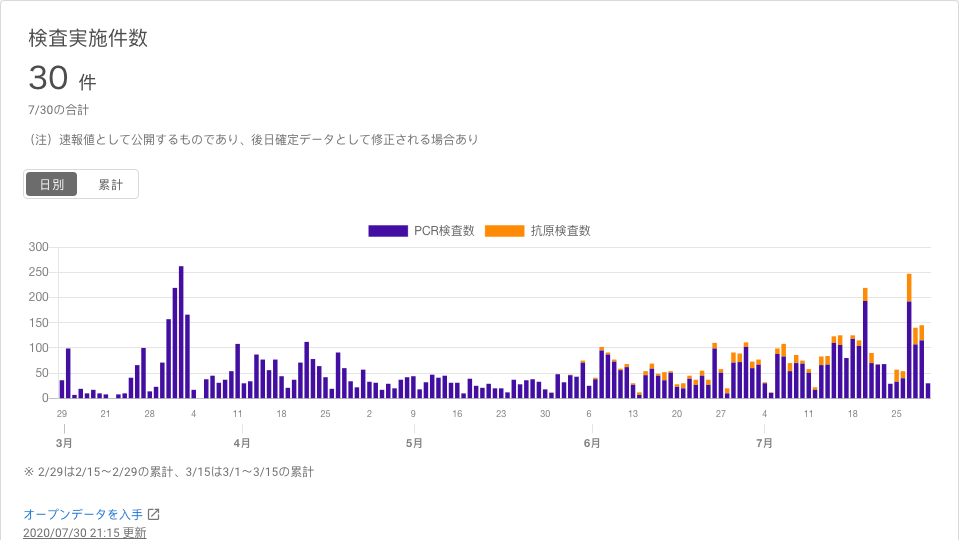 検査実施件数
30 件
7/30の合計
（注）速報値として公開するものであり、後日確定データとして修正される場合あり
日別 累計
PCR検査数 抗原検査数
300
250
200
150
100
50
0
29 21 28 4 11 18 25 2 9 16 23 30 6 13 20 27 4 11 18 25
3月 4月 5月 6月 7月
※ 2/29は2/15〜2/29の累計、3/15は3/1〜3/15の累計
オープンデータを入手
2020/07/30 21:15 更新